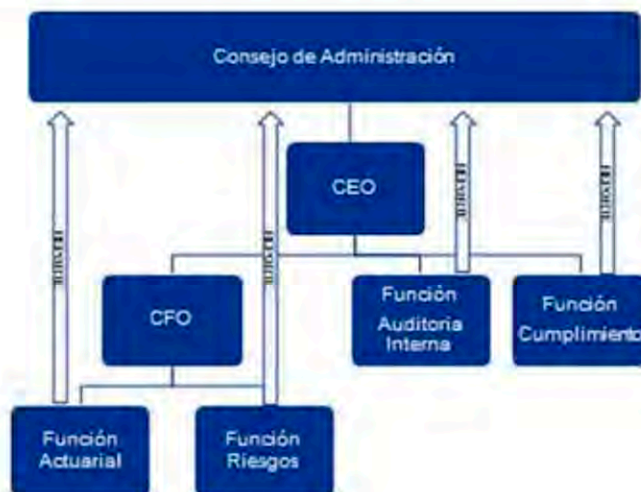 Consejo de Administración
CEO
CFO
Función
Auditoria
Interna
Función
Cumplimiento
Función
Actuarial
Función
Riesgos